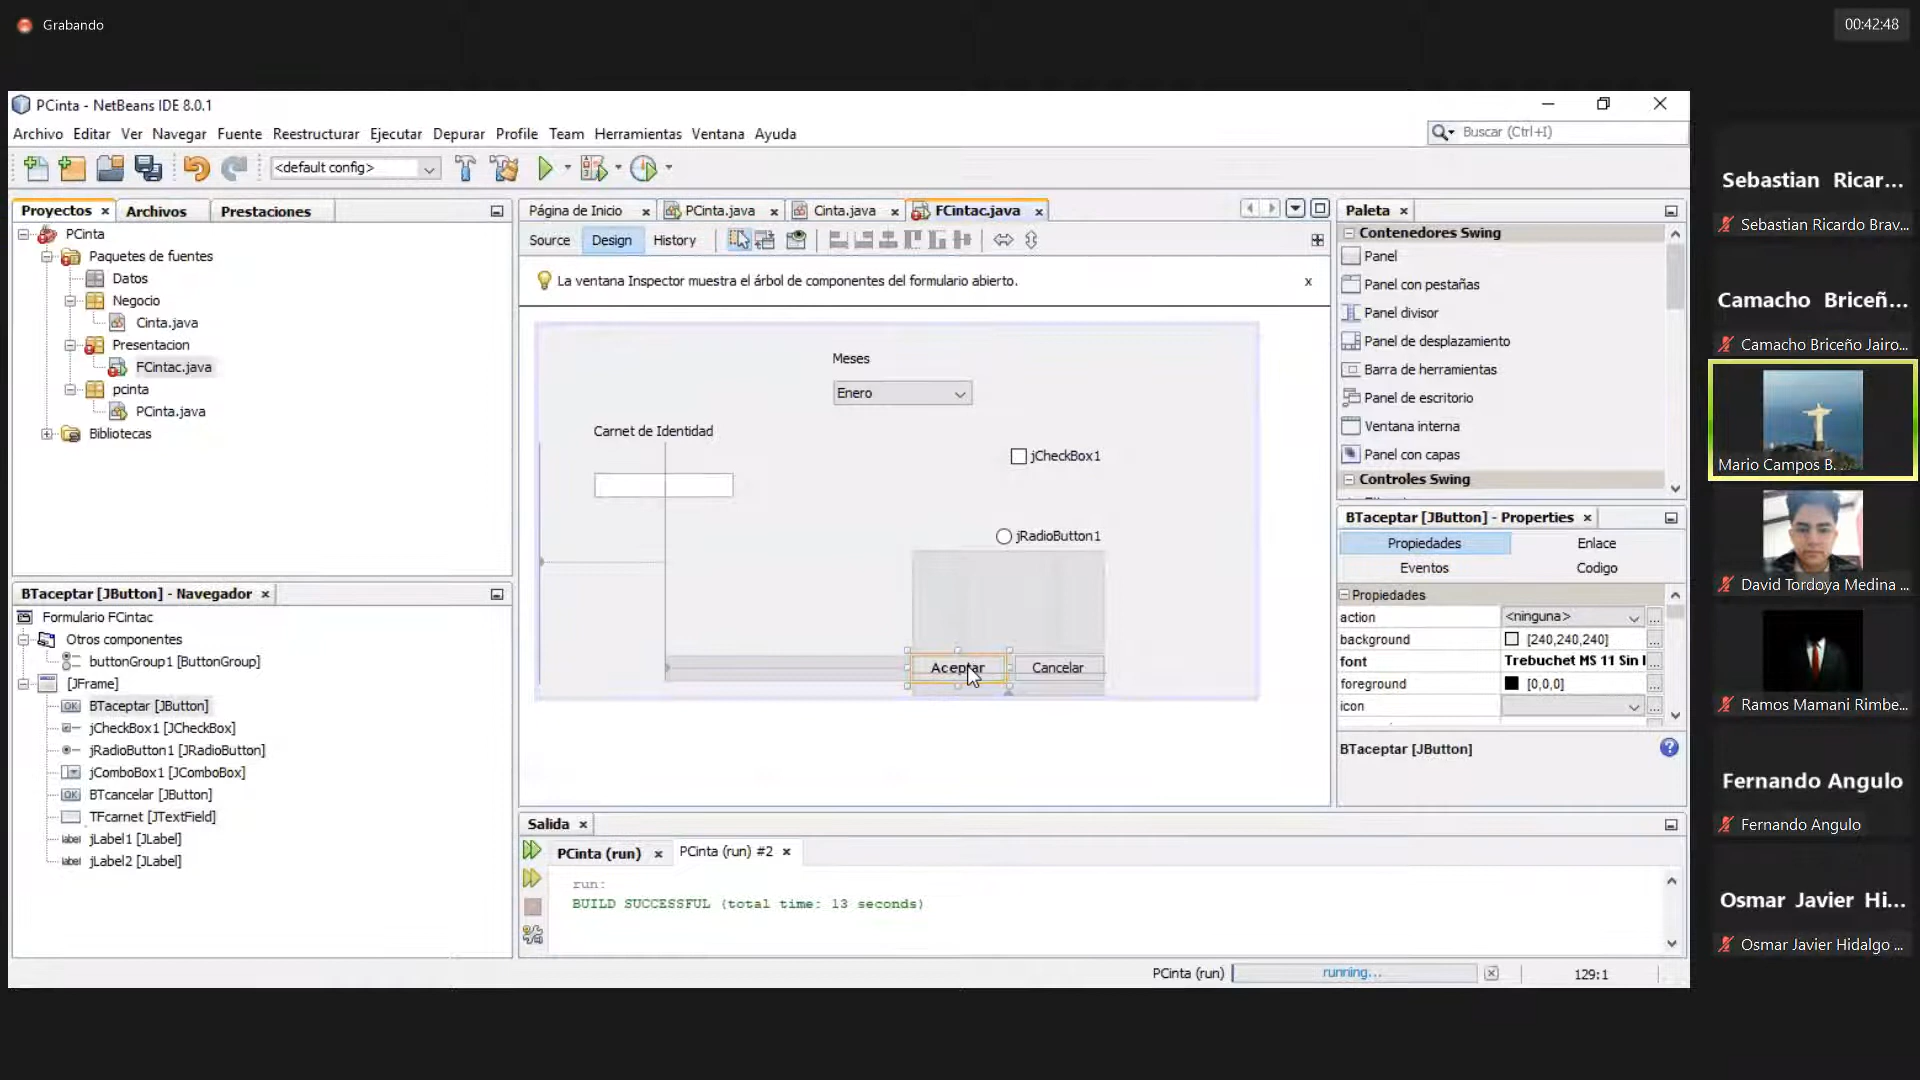 Grabando
00:42:48
PCinta - NetBeans IDE 8.0.1
Archivo Editar Ver Navegar Fuente Reestructurar Ejecutar Depurar Profile Team Herramientas Ventana Ayuda
Buscar (Ctrl+I)
<default config>
Proyectos Archivos Prestaciones
PCinta
Paquetes de fuentes
Datos
Negocio
Cinta.java
Presentacion
FCintac.java
pcinta
PCinta.java
Bibliotecas
BTaceptar [JButton] - Navegador
Formulario FCintac
Otros componentes
buttonGroup1 [ButtonGroup]
[JFrame]
BTaceptar [JButton]
jCheckBox1 [JCheckBox]
jRadioButton1 [JRadioButton]
jComboBox1 [JComboBox]
BTcancelar [JButton]
TFcarnet [JTextField]
jLabel1 [JLabel]
jLabel2 [JLabel]
Página de Inicio PCinta.java Cinta.java FCintac.java
Source Design History
La ventana Inspector muestra el árbol de componentes del formulario abierto.
x
Meses
Enero
Carnet de Identidad
jCheckBox1
jRadioButton1
Aceptar Cancelar
Salida
PCinta (run) PCinta (run) #2
run:
BUILD SUCCESSFUL (total time: 13 seconds)
PCinta (run) running... 129:1
Paleta
Contenedores Swing
Panel
Panel con pestañas
Panel divisor
Panel de desplazamiento
Barra de herramientas
Panel de escritorio
Ventana interna
Panel con capas
Controles Swing
BTaceptar [JButton] - Properties
Propiedades Enlace
Eventos Codigo
Propiedades
action <ninguna> ...
background [240,240,240] ...
font Trebuchet MS 11 Sin ...
foreground [0,0,0] ...
icon ...
BTaceptar [JButton]
Sebastian Ricar...
Sebastian Ricardo Brav...
Camacho Briceñ...
Camacho Briceño Jairo...
Mario Campos B.
David Tordoya Medina ...
Ramos Mamani Rimbe...
Fernando Angulo
Fernando Angulo
Osmar Javier Hi...
Osmar Javier Hidalgo ...